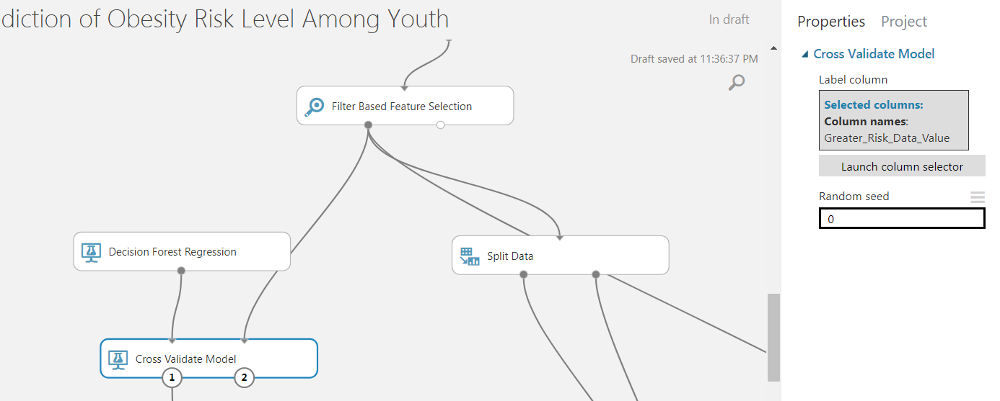 diction of Obesity Risk Level Among Youth
In draft
Draft saved at 11:36:37 PM
Filter Based Feature Selection
Decision Forest Regression
Split Data
Cross Validate Model
1
2
Properties
Project
Cross Validate Model
Label column
Selected columns:
Column names:
Greater_Risk_Data_Value
Launch column selector
Random seed
0